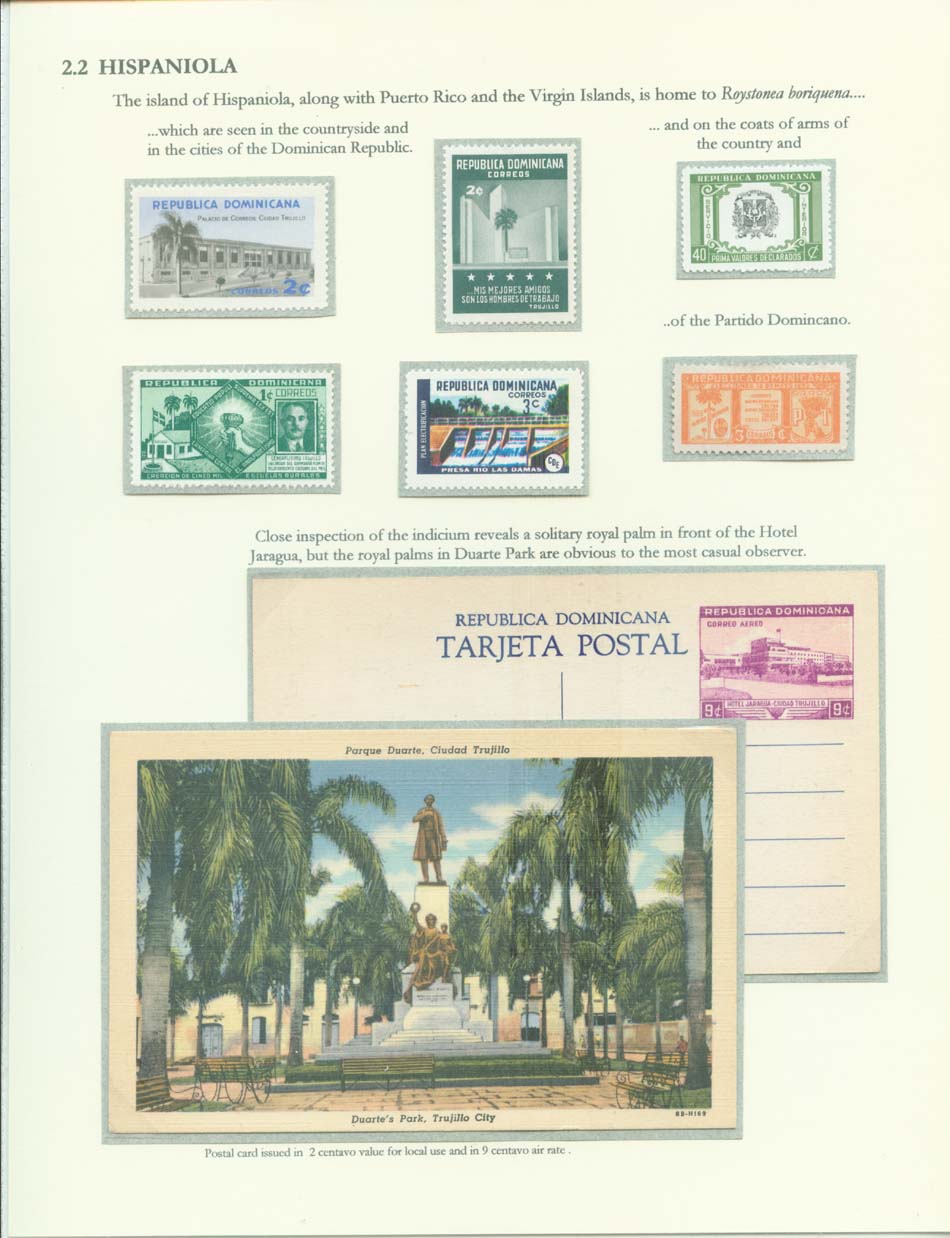 2.2 HISPANIOLA
The island of Hispaniola, along with Puerto Rico and the Virgin Islands, is home to Roystonea boriquena....
...which are seen in the countryside and
in the cities of the Dominican Republic.
... and on the coats of arms of
the country and
REPUBLICA DOMINICANA
PALACIO DE CORREOS, CIUDAD TRUJILLO
CORREOS 2¢
REPUBLICA DOMINICANA
CORREOS
2¢
...MIS MEJORES AMIGOS
SON LOS HOMBRES DE TRABAJO
TRUJILLO
REPUBLICA DOMINICANA
SERVICIO
INTERIOR
40 PRIMA VALORES DECLARADOS ¢
..of the Partido Domincano.
REPUBLICA DOMINICANA
1¢ CORREOS
GENERALISIMO TRUJILLO
CREACION DE CINCO MIL ESCUELAS RURALES
REPUBLICA DOMINICANA
CORREOS
3c
PLAN ELECTRIFICACION
CDE
PRESA RIO LAS DAMAS
REPUBLICA DOMINICANA
3 ¢
Close inspection of the indicium reveals a solitary royal palm in front of the Hotel
Jaragua, but the royal palms in Duarte Park are obvious to the most casual observer.
REPUBLICA DOMINICANA
TARJETA POSTAL
REPUBLICA DOMINICANA
CORREO AEREO
HOTEL JARAGUA-CIUDAD TRUJILLO
9¢ 9¢
Parque Duarte, Ciudad Trujillo
Duarte's Park, Trujillo City
8B-H169
Postal card issued in 2 centavo value for local use and in 9 centavo air rate .